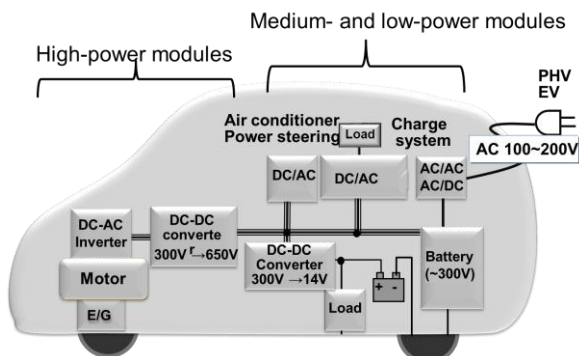 Medium- and low-power modules
High-power modules
PHV
EV
Air conditioner
Power steering
Load
Charge
system
AC 100~200V
DC/AC
DC/AC
AC/AC
AC/DC
DC-AC
Inverter
DC-DC
converte
r
300V →650V
DC-DC
Converter
300V →14V
Battery
(~300V)
Motor
+ -
Load
E/G